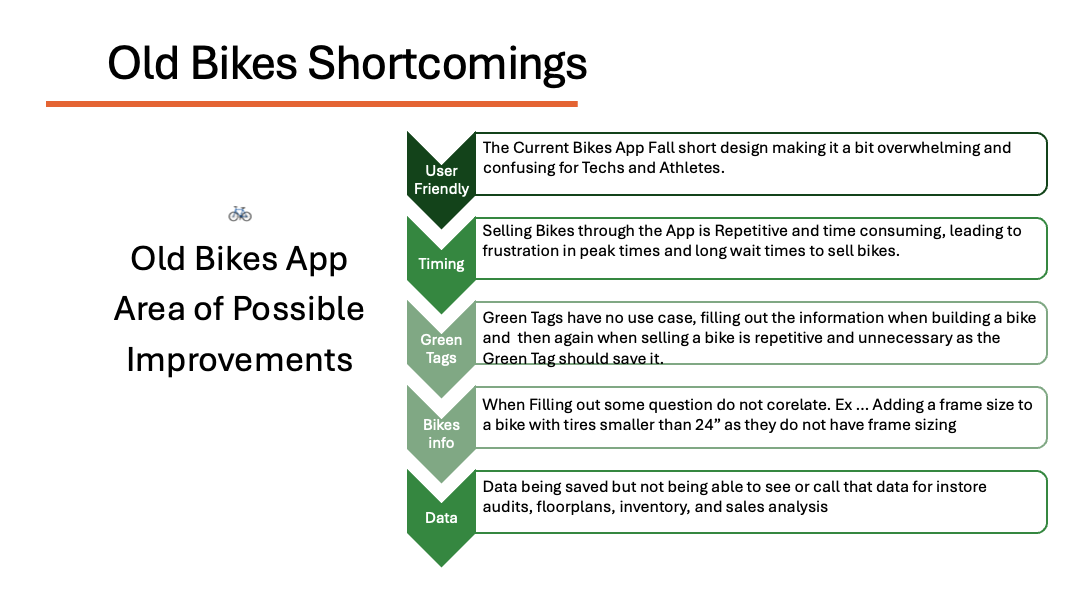 Old Bikes Shortcomings
Old Bikes App
Area of Possible
Improvements
User
Friendly
The Current Bikes App Fall short design making it a bit overwhelming and
confusing for Techs and Athletes.
Timing
Selling Bikes through the App is Repetitive and time consuming, leading to
frustration in peak times and long wait times to sell bikes.
Green
Tags
Green Tags have no use case, filling out the information when building a bike
and  then again when selling a bike is repetitive and unnecessary as the
Green Tag should save it.
Bikes
info
When Filling out some question do not corelate. Ex ... Adding a frame size to
a bike with tires smaller than 24” as they do not have frame sizing
Data
Data being saved but not being able to see or call that data for instore
audits, floorplans, inventory, and sales analysis